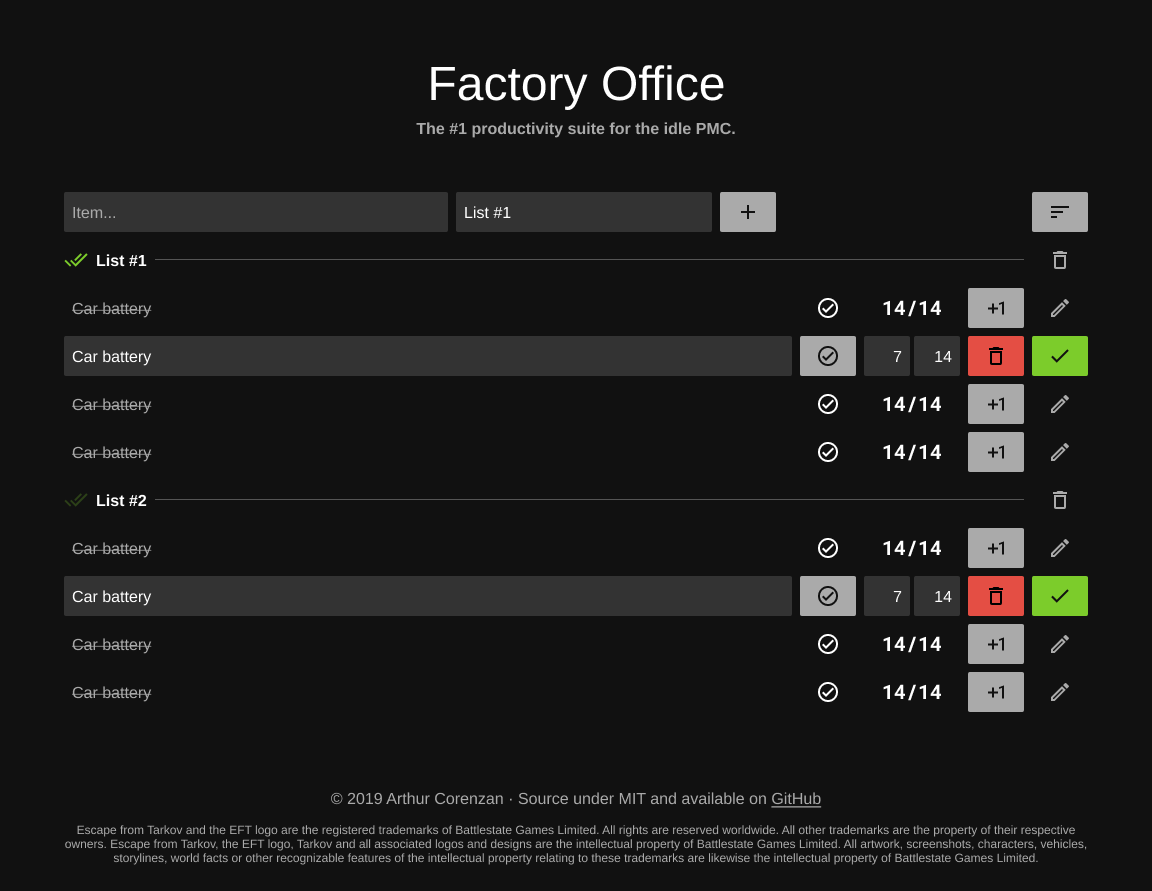 Factory Office
The #1 productivity suite for the idle PMC.
Item... List #1
List #1
Car battery 14/14 +1
Car battery 7 14
Car battery 14/14 +1
Car battery 14/14 +1
List #2
Car battery 14/14 +1
Car battery 7 14
Car battery 14/14 +1
Car battery 14/14 +1
© 2019 Arthur Corenzan · Source under MIT and available on GitHub
Escape from Tarkov and the EFT logo are the registered trademarks of Battlestate Games Limited. All rights are reserved worldwide. All other trademarks are the property of their respective
owners. Escape from Tarkov, the EFT logo, Tarkov and all associated logos and designs are the intellectual property of Battlestate Games Limited. All artwork, screenshots, characters, vehicles,
storylines, world facts or other recognizable features of the intellectual property relating to these trademarks are likewise the intellectual property of Battlestate Games Limited.